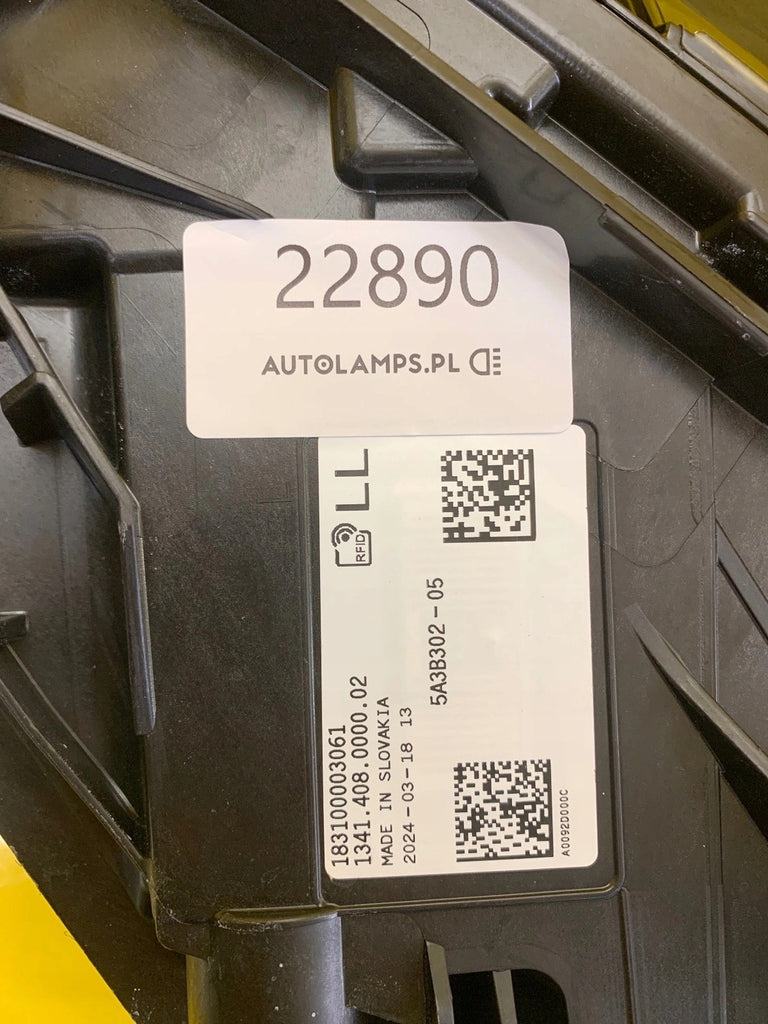 22890
AUTOLAMPS.PL
RFID
LL
183100003061
1341.408.0000.02
MADE IN SLOVAKIA
2024-03-18 13
5A3B302-05
A0092D000C